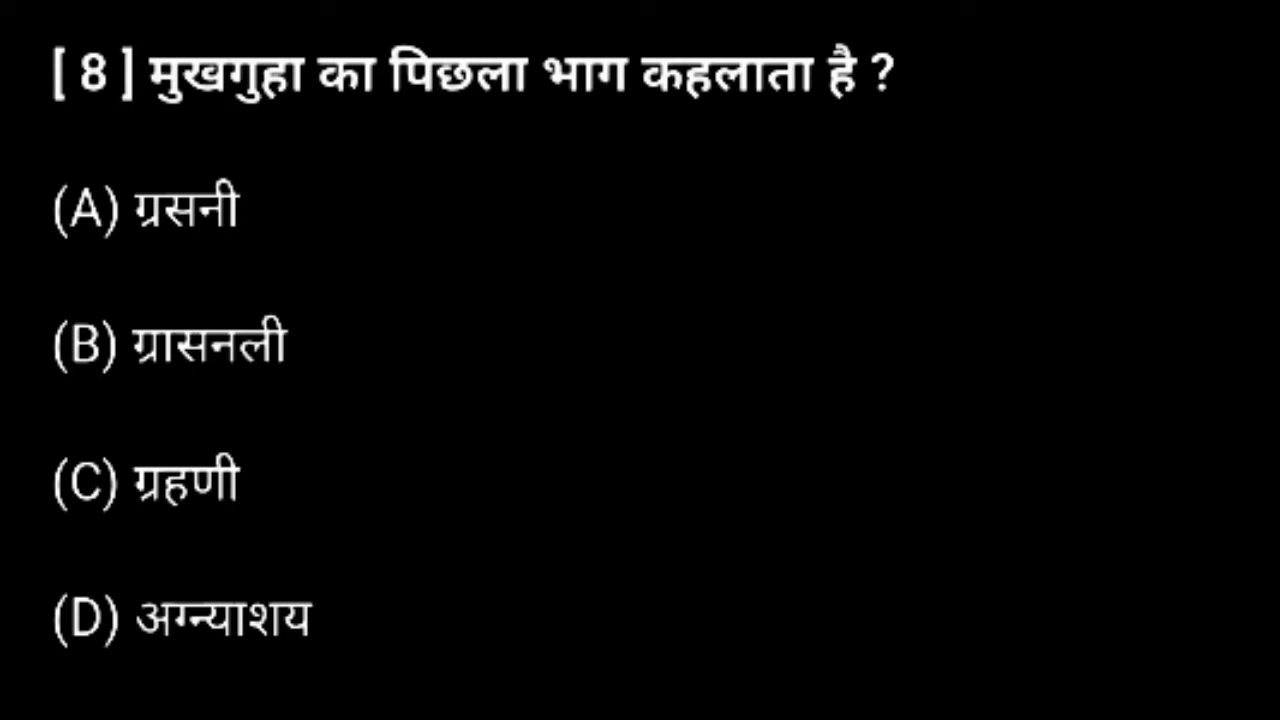 [ 8 ] मुखगुहा का पिछला भाग कहलाता है ?
(A) ग्रसनी
(B) ग्रासनली
(C) ग्रहणी
(D) अग्न्याशय